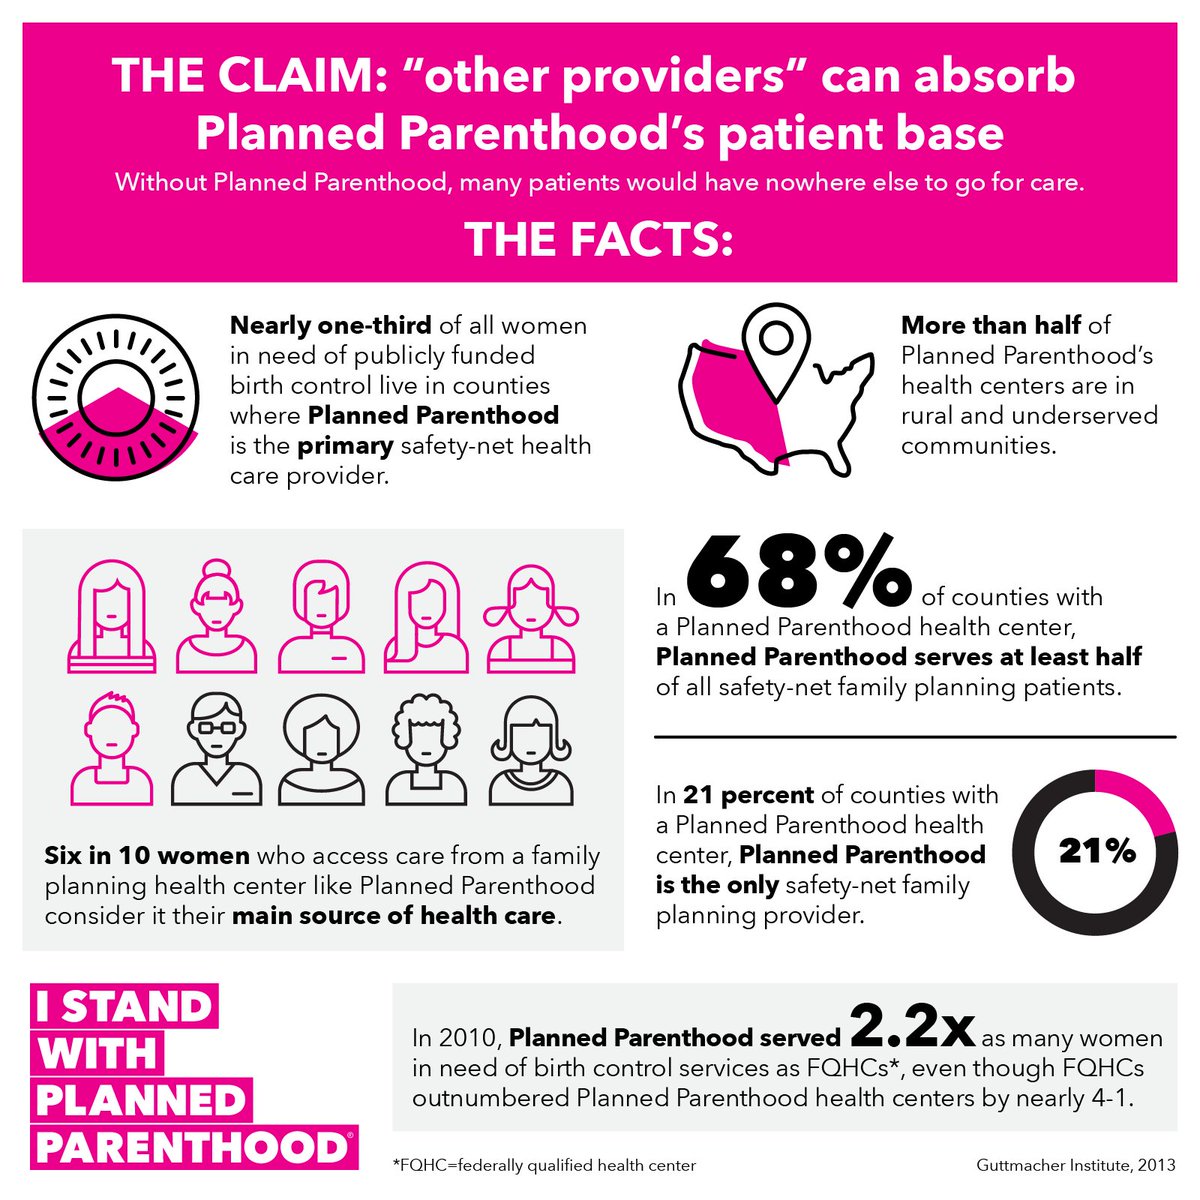 THE CLAIM: “other providers” can absorb
Planned Parenthood’s patient base
Without Planned Parenthood, many patients would have nowhere else to go for care.
THE FACTS:
Nearly one-third of all women
in need of publicly funded
birth control live in counties
where Planned Parenthood
is the primary safety-net health
care provider.
More than half of
Planned Parenthood’s
health centers are in
rural and underserved
communities.
Six in 10 women who access care from a family
planning health center like Planned Parenthood
consider it their main source of health care.
In 68% of counties with
a Planned Parenthood health center,
Planned Parenthood serves at least half
of all safety-net family planning patients.
In 21 percent of counties with
a Planned Parenthood health
center, Planned Parenthood
is the only safety-net family
planning provider.
21%
I STAND
WITH
PLANNED
PARENTHOOD®
In 2010, Planned Parenthood served 2.2x as many women
in need of birth control services as FQHCs*, even though FQHCs
outnumbered Planned Parenthood health centers by nearly 4-1.
*FQHC=federally qualified health center
Guttmacher Institute, 2013